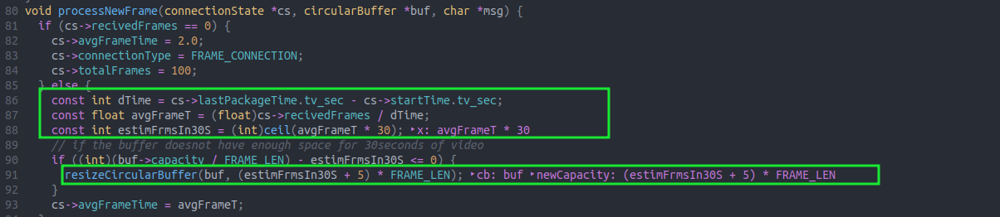 80 void processNewFrame(connectionState *cs, circularBuffer *buf, char *msg) {
81   if (cs->recivedFrames == 0) {
82     cs->avgFrameTime = 2.0;
83     cs->connectionType = FRAME_CONNECTION;
84     cs->totalFrames = 100;
85   } else {
86     const int dTime = cs->lastPackageTime.tv_sec - cs->startTime.tv_sec;
87     const float avgFrameT = (float)cs->recivedFrames / dTime;
88     const int estimFrmsIn30S = (int)ceil(avgFrameT * 30); ‣x: avgFrameT * 30
89     // if the buffer doesnot have enough space for 30seconds of video
90     if ((int)(buf->capacity / FRAME_LEN) - estimFrmsIn30S <= 0) {
91       resizeCircularBuffer(buf, (estimFrmsIn30S + 5) * FRAME_LEN); ‣cb: buf ‣newCapacity: (estimFrmsIn30S + 5) * FRAME_LEN
92     }
93     cs->avgFrameTime = avgFrameT;